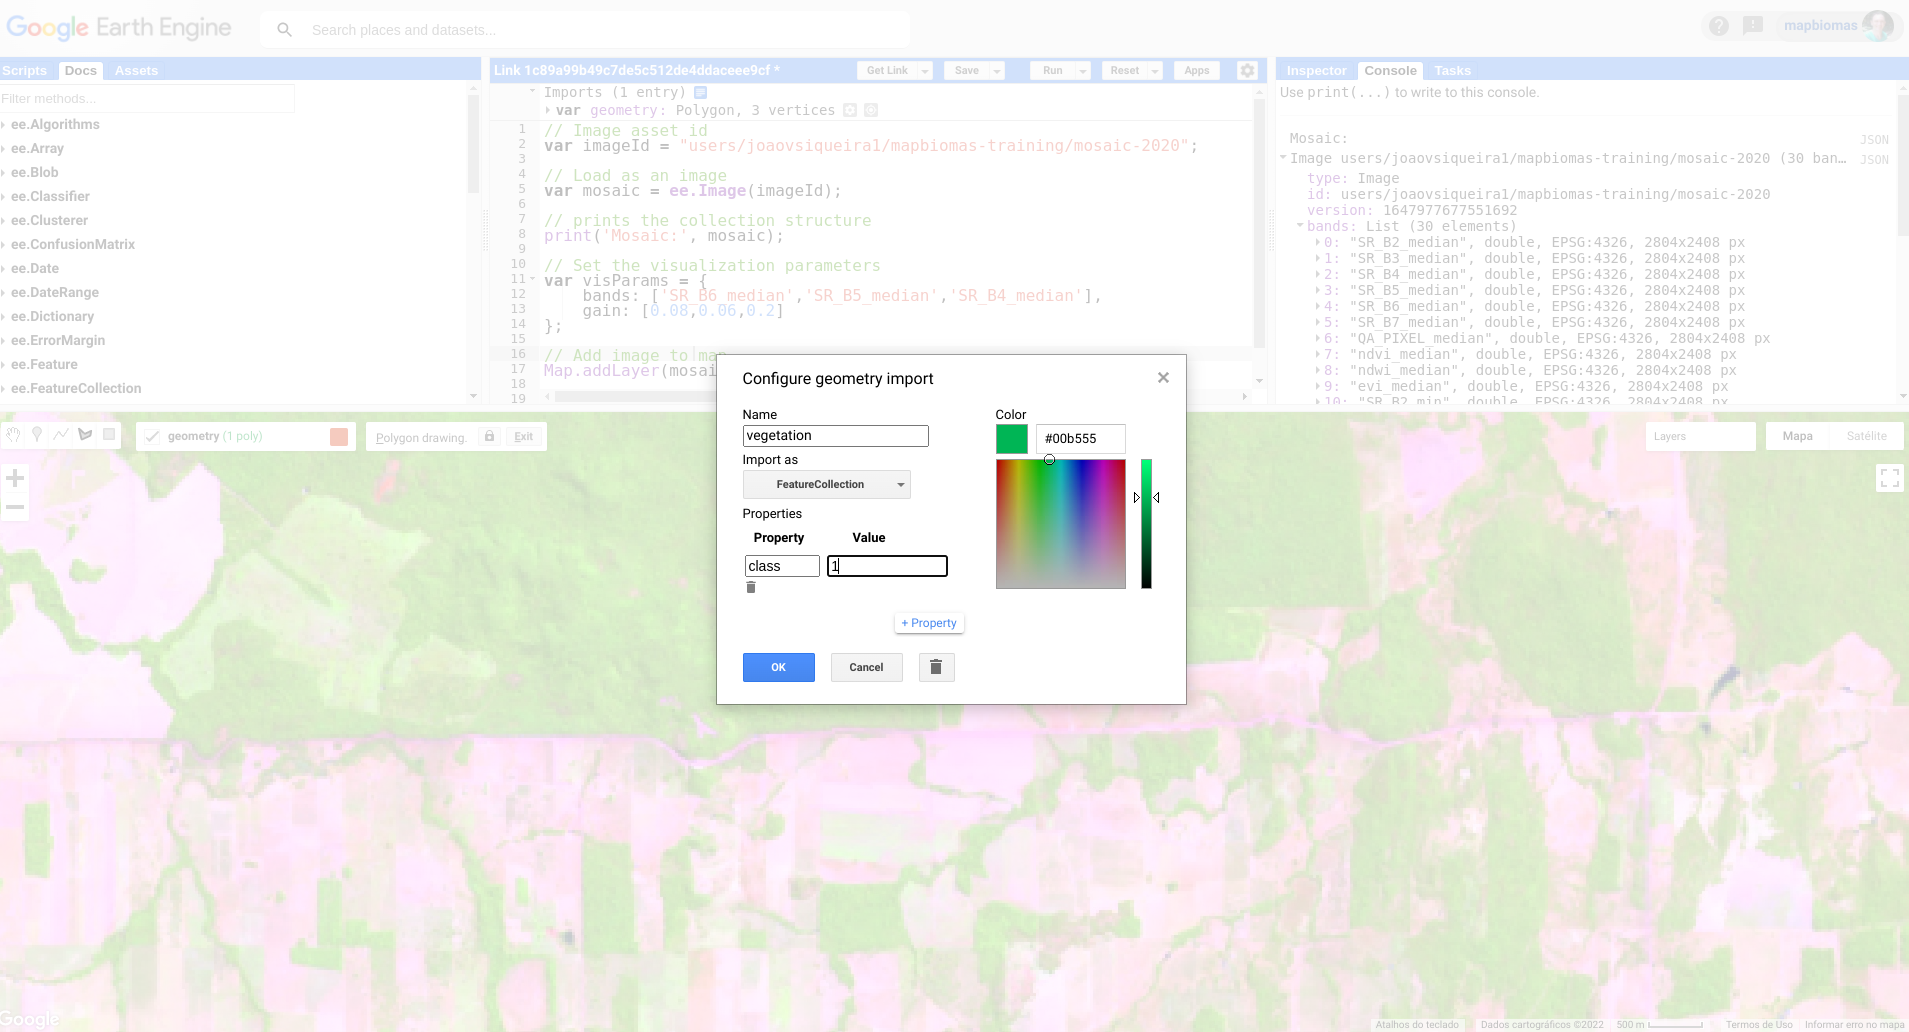 Google Earth Engine
Search places and datasets...
mapbiomas
Scripts Docs Assets
Filter methods...
ee.Algorithms
ee.Array
ee.Blob
ee.Classifier
ee.Clusterer
ee.ConfusionMatrix
ee.Date
ee.DateRange
ee.Dictionary
ee.ErrorMargin
ee.Feature
ee.FeatureCollection
Link 1c89a99b49c7de5c512de4ddaceee9cf *
Get Link Save Run Reset Apps
Imports (1 entry)
var geometry: Polygon, 3 vertices
1 // Image asset id
2 var imageId = "users/joaovsiqueira1/mapbiomas-training/mosaic-2020";
3
4 // Load as an image
5 var mosaic = ee.Image(imageId);
6
7 // prints the collection structure
8 print('Mosaic:', mosaic);
9
10 // Set the visualization parameters
11 var visParams = {
12 bands: ['SR_B6_median','SR_B5_median','SR_B4_median'],
13 gain: [0.08,0.06,0.2]
14 };
15
16 // Add image to map
17 Map.addLayer(mosai
18
19
Inspector Console Tasks
Use print(...) to write to this console.
Mosaic: JSON
Image users/joaovsiqueira1/mapbiomas-training/mosaic-2020 (30 ban... JSON
type: Image
id: users/joaovsiqueira1/mapbiomas-training/mosaic-2020
version: 1647977677551692
bands: List (30 elements)
0: "SR_B2_median", double, EPSG:4326, 2804x2408 px
1: "SR_B3_median", double, EPSG:4326, 2804x2408 px
2: "SR_B4_median", double, EPSG:4326, 2804x2408 px
3: "SR_B5_median", double, EPSG:4326, 2804x2408 px
4: "SR_B6_median", double, EPSG:4326, 2804x2408 px
5: "SR_B7_median", double, EPSG:4326, 2804x2408 px
6: "QA_PIXEL_median", double, EPSG:4326, 2804x2408 px
7: "ndvi_median", double, EPSG:4326, 2804x2408 px
8: "ndwi_median", double, EPSG:4326, 2804x2408 px
9: "evi_median", double, EPSG:4326, 2804x2408 px
10: "SR_B2_min", double, EPSG:4326, 2804x2408 px
geometry (1 poly)
Polygon drawing. Exit
Layers
Mapa Satélite
Configure geometry import
Name
vegetation
Import as
FeatureCollection
Properties
Property Value
class 1
+ Property
OK Cancel
Color
#00b555
Google
Atalhos do teclado Dados cartográficos ©2022 500 m Termos de Uso Informar erro no mapa